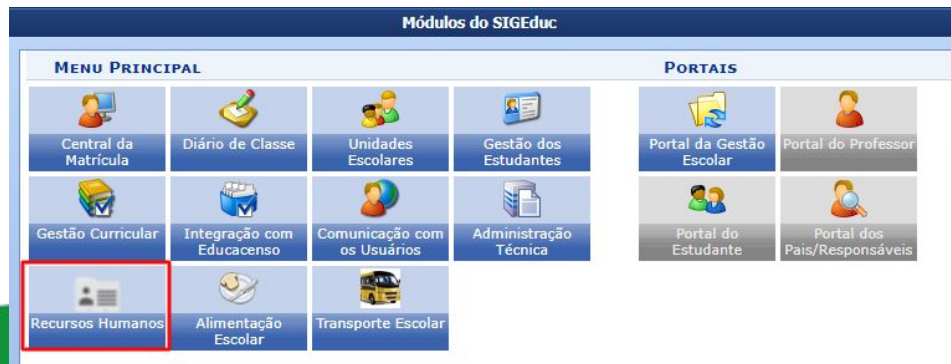 Módulos do SIGEduc
MENU PRINCIPAL
PORTAIS
Central da
Matrícula
Diário de Classe
Unidades
Escolares
Gestão dos
Estudantes
Portal da Gestão
Escolar
Portal do Professor
Gestão Curricular
Integração com
Educacenso
Comunicação com
os Usuários
Administração
Técnica
Portal do
Estudante
Portal dos
Pais/Responsáveis
Recursos Humanos
Alimentação
Escolar
Transporte Escolar